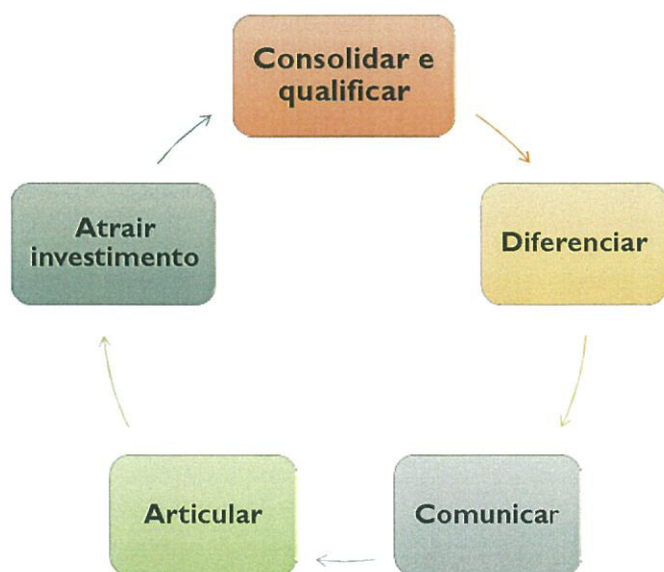 Consolidar e
qualificar
Diferenciar
Comunicar
Articular
Atrair
investimento